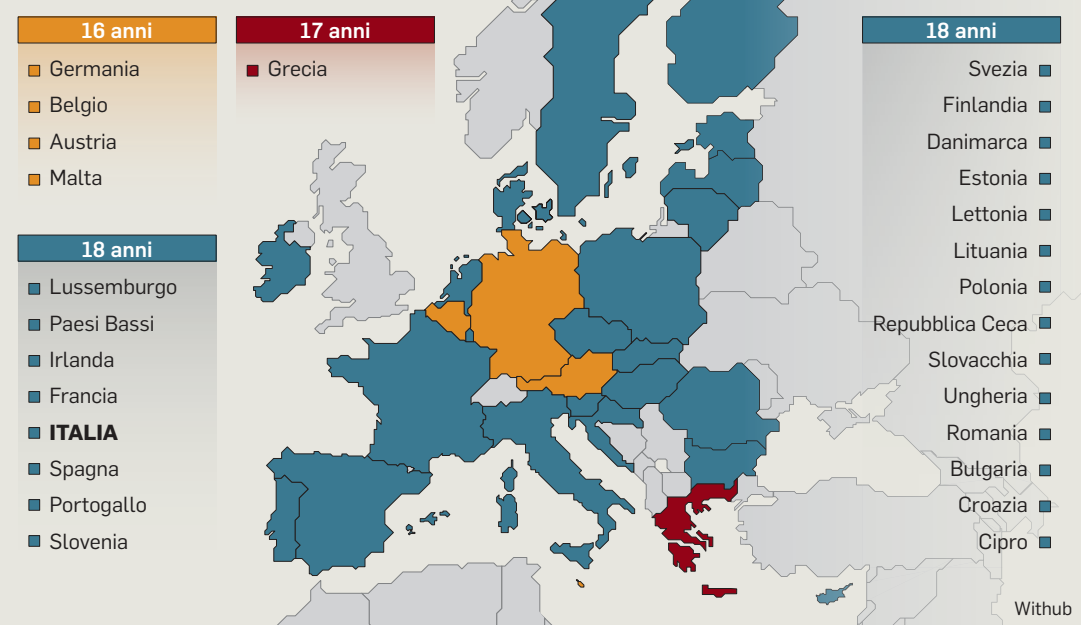 16 anni
Germania
Belgio
Austria
Malta
17 anni
Grecia
18 anni
Lussemburgo
Paesi Bassi
Irlanda
Francia
ITALIA
Spagna
Portogallo
Slovenia
18 anni
Svezia
Finlandia
Danimarca
Estonia
Lettonia
Lituania
Polonia
Repubblica Ceca
Slovacchia
Ungheria
Romania
Bulgaria
Croazia
Cipro
Withub